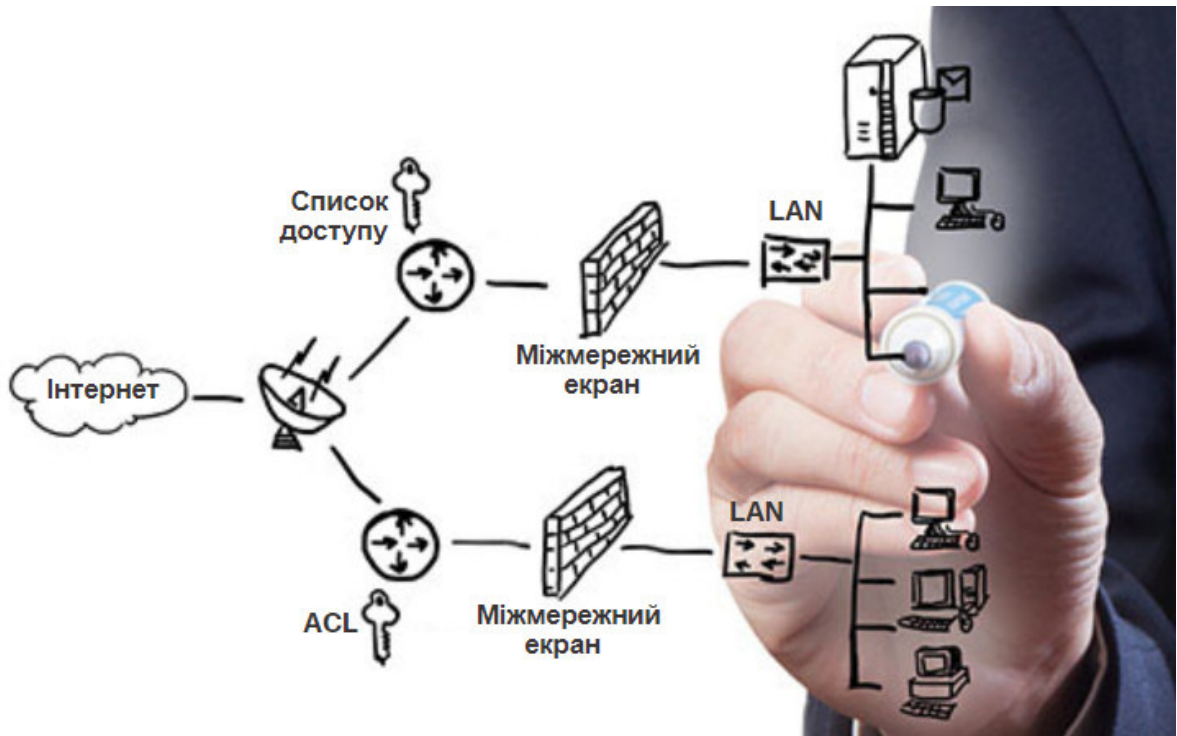 Список
доступу
LAN
Міжмережний
екран
Інтернет
LAN
ACL
Міжмережний
екран